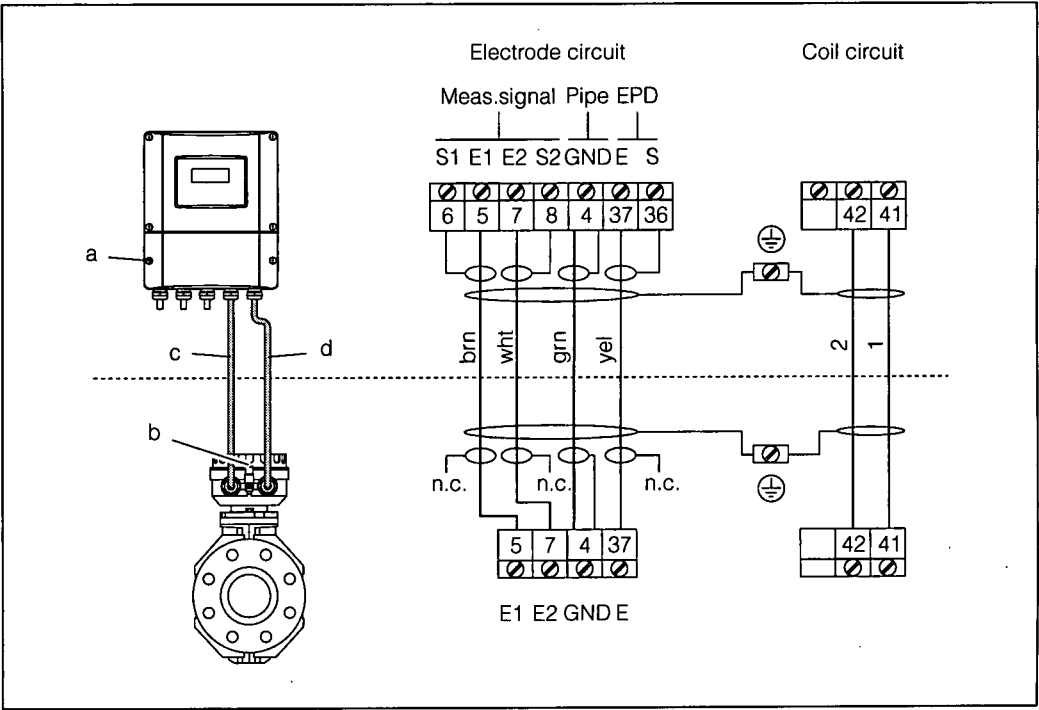 Electrode circuit Coil circuit
Meas.signal Pipe EPD
S1 E1 E2 S2 GND E S
6 5 7 8 4 37 36
42 41
a
c
d
brn
wht
grn
yel
2
1
b
n.c. n.c. n.c.
5 7 4 37
42 41
E1 E2 GND E